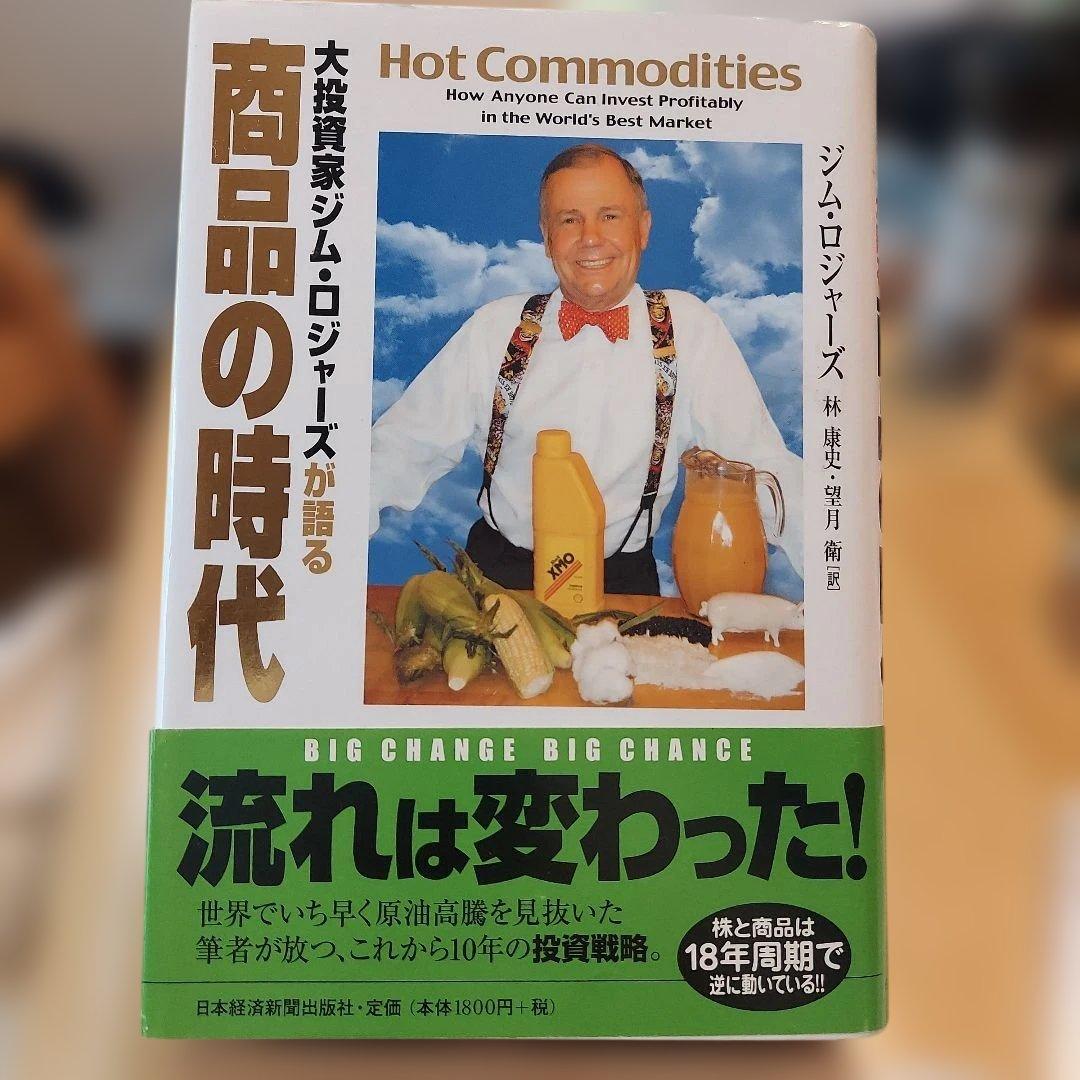 Hot Commodities
How Anyone Can Invest Profitably
in the World's Best Market
大投資家ジム・ロジャーズが語る
商品の時代
ジム・ロジャーズ
林 康史・望月 衛[訳]
XMO
BIG CHANGE BIG CHANCE
流れは変わった!
世界でいち早く原油高騰を見抜いた
筆者が放つ、これから10年の投資戦略。
株と商品は
18年周期で
逆に動いている!!
日本経済新聞出版社・定価(本体1800円+税)